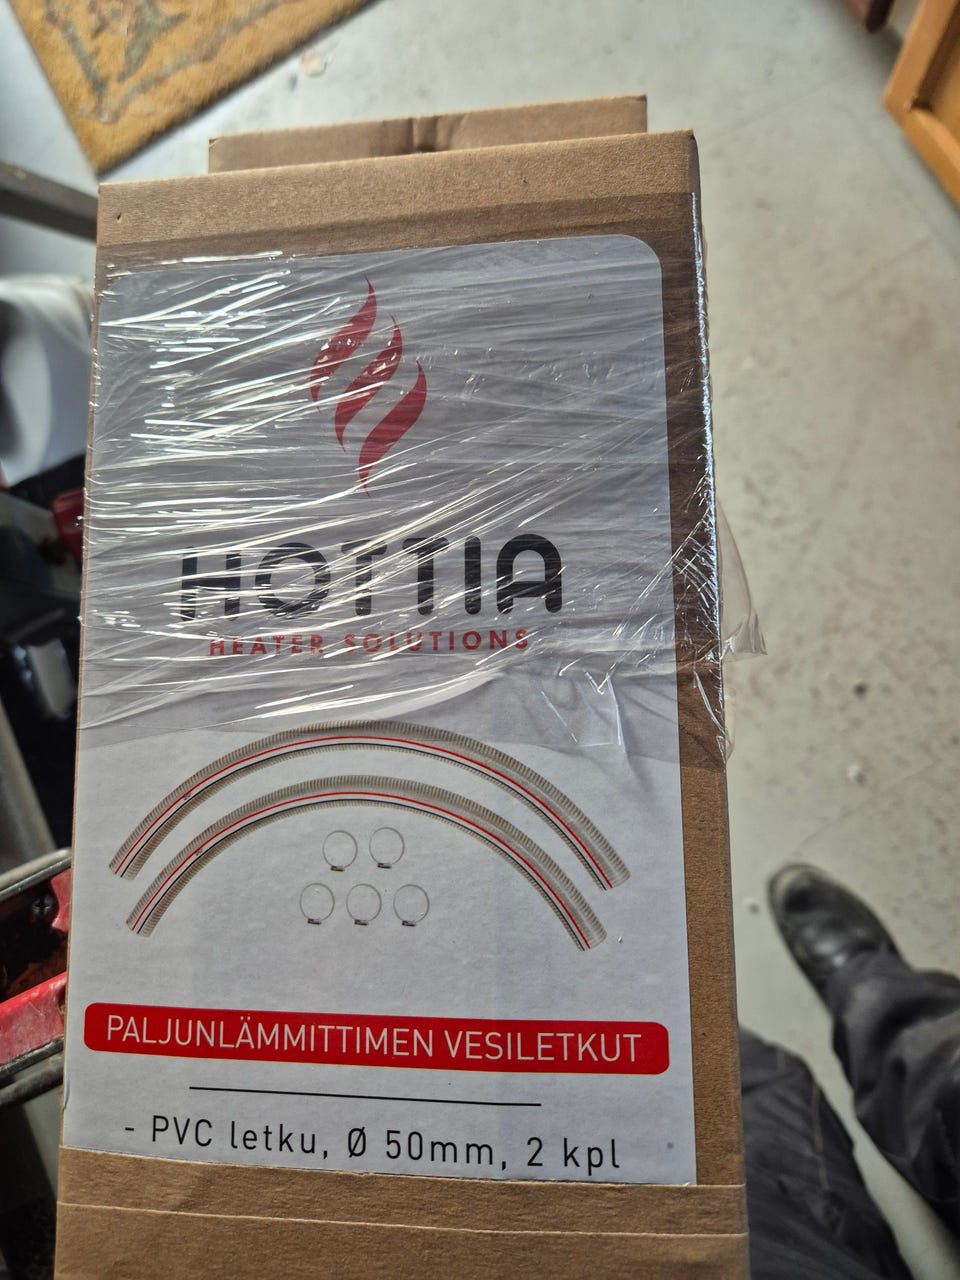 HOTTIA
HEATER SOLUTIONS
PALJUNLÄMMITTIMEN VESILETKUT
- PVC letku, Ø 50mm, 2 kpl